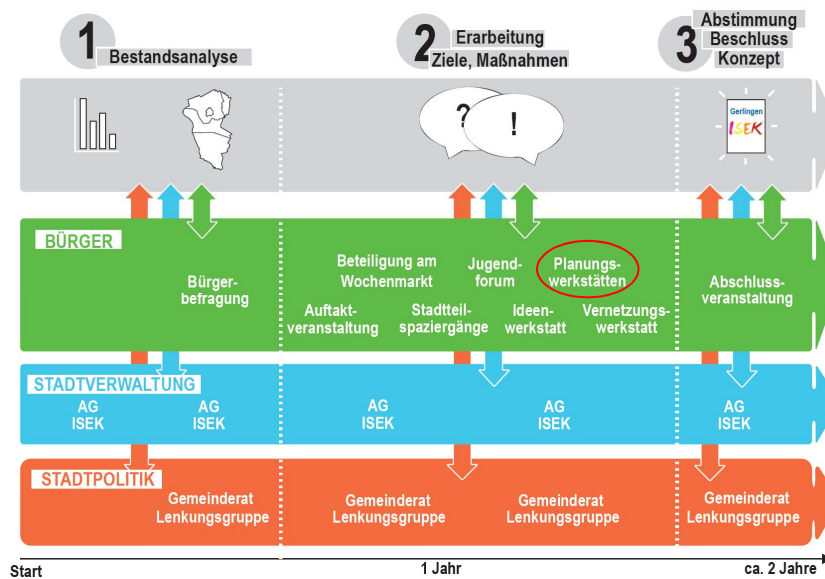 1
Bestandsanalyse
2
Erarbeitung
Ziele, Maßnahmen
3
Abstimmung
Beschluss
Konzept
?
!
Gerlingen
ISEK
BÜRGER
Bürger-
befragung
Beteiligung am
Wochenmarkt
Jugend-
forum
Planungs-
werkstätten
Auftakt-
veranstaltung
Stadtteil-
spaziergänge
Ideen-
werkstatt
Vernetzungs-
werkstatt
Abschluss-
veranstaltung
STADTVERWALTUNG
AG
ISEK
AG
ISEK
AG
ISEK
AG
ISEK
AG
ISEK
STADTPOLITIK
Gemeinderat
Lenkungsgruppe
Gemeinderat
Lenkungsgruppe
Gemeinderat
Lenkungsgruppe
Gemeinderat
Lenkungsgruppe
Start
1 Jahr
ca. 2 Jahre